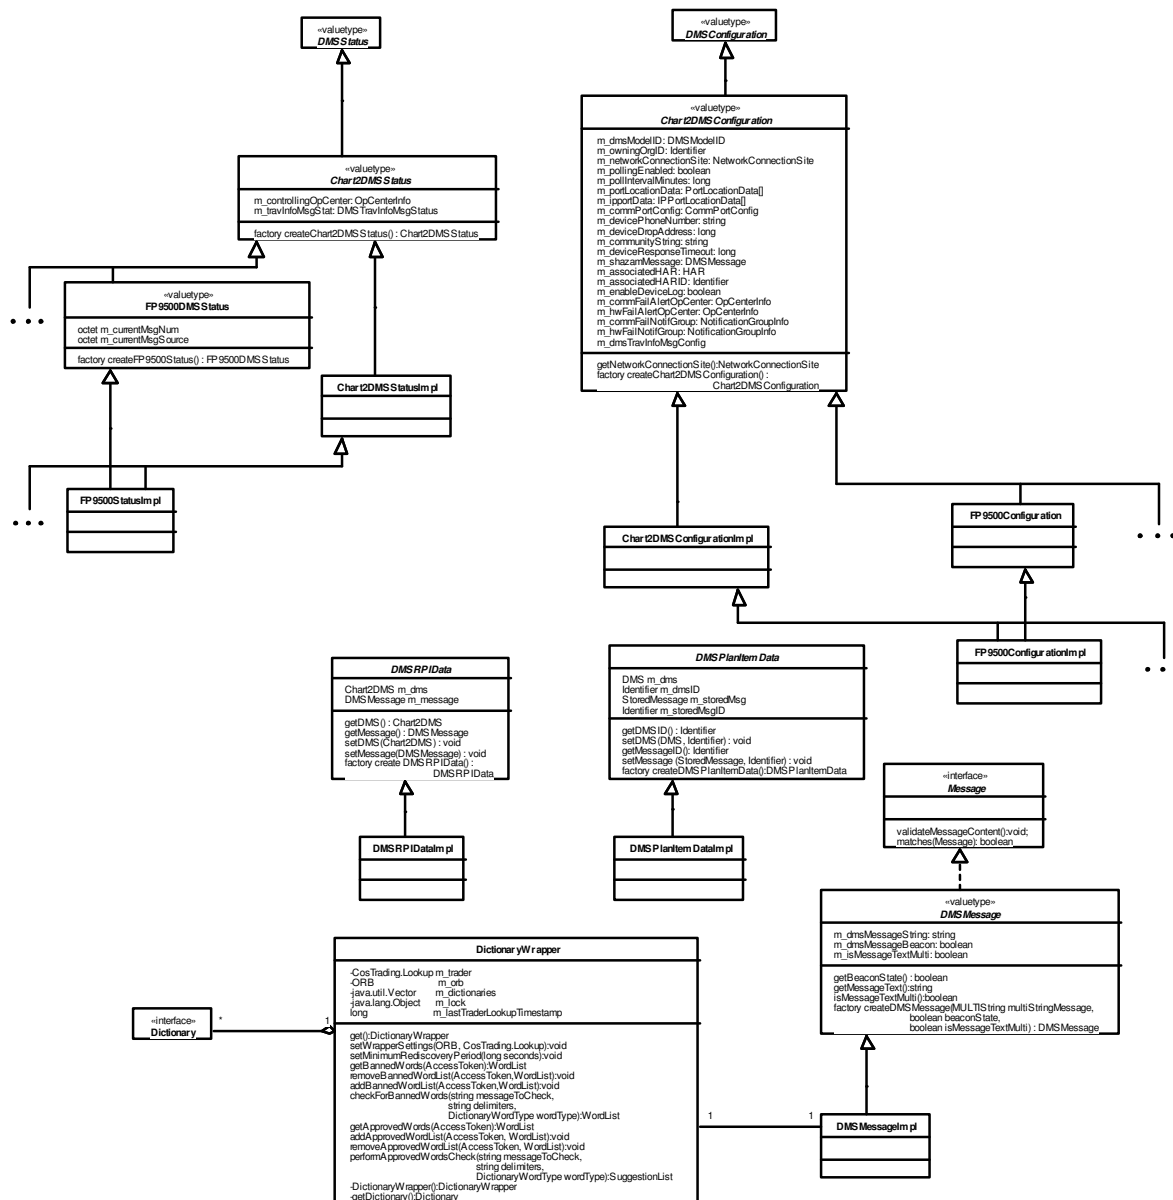 «valuetype»
DMSStatus
«valuetype»
DMSConfiguration
«valuetype»
Chart2DMSStatus
m_controllingOpCenter: OpCenterInfo
m_travInfoMsgStat: DMSTravInfoMsgStatus
factory createChart2DMSStatus() : Chart2DMSStatus
«valuetype»
Chart2DMSConfiguration
m_dmsModelID: DMSModelID
m_owningOrgID: Identifier
m_networkConnectionSite: NetworkConnectionSite
m_pollingEnabled: boolean
m_pollIntervalMinutes: long
m_portLocationData: PortLocationData[]
m_ipportData: IPPortLocationData[]
m_commPortConfig: CommPortConfig
m_devicePhoneNumber: string
m_deviceDropAddress: long
m_communityString: string
m_deviceResponseTimeout: long
m_shazamMessage: DMSMessage
m_associatedHAR: HAR
m_associatedHARID: Identifier
m_enableDeviceLog: boolean
m_commFailAlertOpCenter: OpCenterInfo
m_hwFailAlertOpCenter: OpCenterInfo
m_commFailNotifGroup: NotificationGroupInfo
m_hwFailNotifGroup: NotificationGroupInfo
m_dmsTravInfoMsgConfig
getNetworkConnectionSite():NetworkConnectionSite
factory createChart2DMSConfiguration() :
Chart2DMSConfiguration
«valuetype»
FP9500DMSStatus
octet m_currentMsgNum
octet m_currentMsgSource
factory createFP9500Status() : FP9500DMSStatus
Chart2DMSStatusImpl
FP9500StatusImpl
Chart2DMSConfigurationImpl
FP9500Configuration
FP9500ConfigurationImpl
DMSRPIData
Chart2DMS m_dms
DMSMessage m_message
getDMS() : Chart2DMS
getMessage() : DMSMessage
setDMS(Chart2DMS) : void
setMessage(DMSMessage) : void
factory create DMSRPIData() :
DMSRPIData
DMSPlanItemData
DMS m_dms
Identifier m_dmsID
StoredMessage m_storedMsg
Identifier m_storedMsgID
getDMSID() : Identifier
setDMS(DMS, Identifier) : void
getMessageID(): Identifier
setMessage (StoredMessage, Identifier) : void
factory createDMSPlanItemData():DMSPlanItemData
«interface»
Message
validateMessageContent():void;
matches(Message): boolean
DMSRPIDataImpl
DMSPlanItemDataImpl
«valuetype»
DMSMessage
m_dmsMessageString: string
m_dmsMessageBeacon: boolean
m_isMessageTextMulti: boolean
getBeaconState() : boolean
getMessageText():string
isMessageTextMulti():boolean
factory createDMSMessage(MULTIString multiStringMessage,
boolean beaconState,
boolean isMessageTextMulti) : DMSMessage
DictionaryWrapper
-CosTrading.Lookup m_trader
-ORB m_orb
-java.util.Vector m_dictionaries
-java.lang.Object m_lock
long m_lastTraderLookupTimestamp
get():DictionaryWrapper
setWrapperSettings(ORB, CosTrading.Lookup):void
setMinimumRediscoveryPeriod(long seconds):void
getBannedWords(AccessToken):WordList
removeBannedWordList(AccessToken,WordList):void
addBannedWordList(AccessToken,WordList):void
checkForBannedWords(string messageToCheck,
string delimiters,
DictionaryWordType wordType):WordList
getApprovedWords(AccessToken):WordList
addApprovedWordList(AccessToken, WordList):void
removeApprovedWordList(AccessToken, WordList):void
performApprovedWordsCheck(string messageToCheck,
string delimiters,
DictionaryWordType wordType):SuggestionList
-DictionaryWrapper():DictionaryWrapper
-getDictionary():Dictionary
«interface»
Dictionary
*
1
1
1
DMSMessageImpl